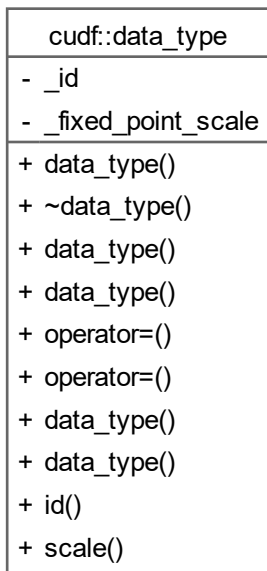 cudf::data_type
- _id
- _fixed_point_scale
+ data_type()
+ ~data_type()
+ data_type()
+ data_type()
+ operator=()
+ operator=()
+ data_type()
+ data_type()
+ id()
+ scale()